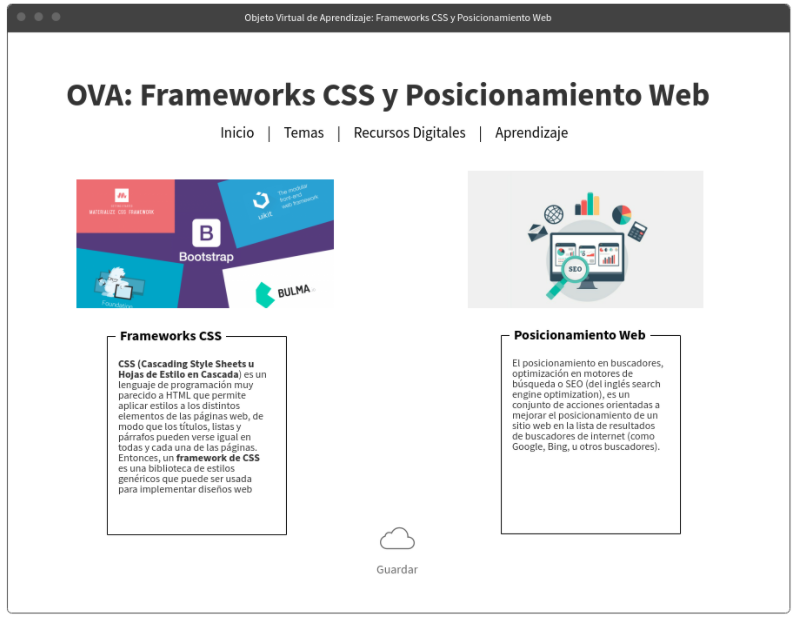 Objeto Virtual de Aprendizaje: Frameworks CSS y Posicionamiento Web
OVA: Frameworks CSS y Posicionamiento Web
Inicio | Temas | Recursos Digitales | Aprendizaje
MATERIALIZE CSS FRAMEWORK
uikit
The modular
front-end
web framework
B
Bootstrap
Foundation
BULMA
SEO
Frameworks CSS
CSS (Cascading Style Sheets u
Hojas de Estilo en Cascada) es un
lenguaje de programación muy
parecido a HTML que permite
aplicar estilos a los distintos
elementos de las páginas web, de
modo que los títulos, listas y
párrafos pueden verse igual en
todas y cada una de las páginas.
Entonces, un framework de CSS
es una biblioteca de estilos
genéricos que puede ser usada
para implementar diseños web
Posicionamiento Web
El posicionamiento en buscadores,
optimización en motores de
búsqueda o SEO (del inglés search
engine optimization), es un
conjunto de acciones orientadas a
mejorar el posicionamiento de un
sitio web en la lista de resultados
de buscadores de internet (como
Google, Bing, u otros buscadores).
Guardar